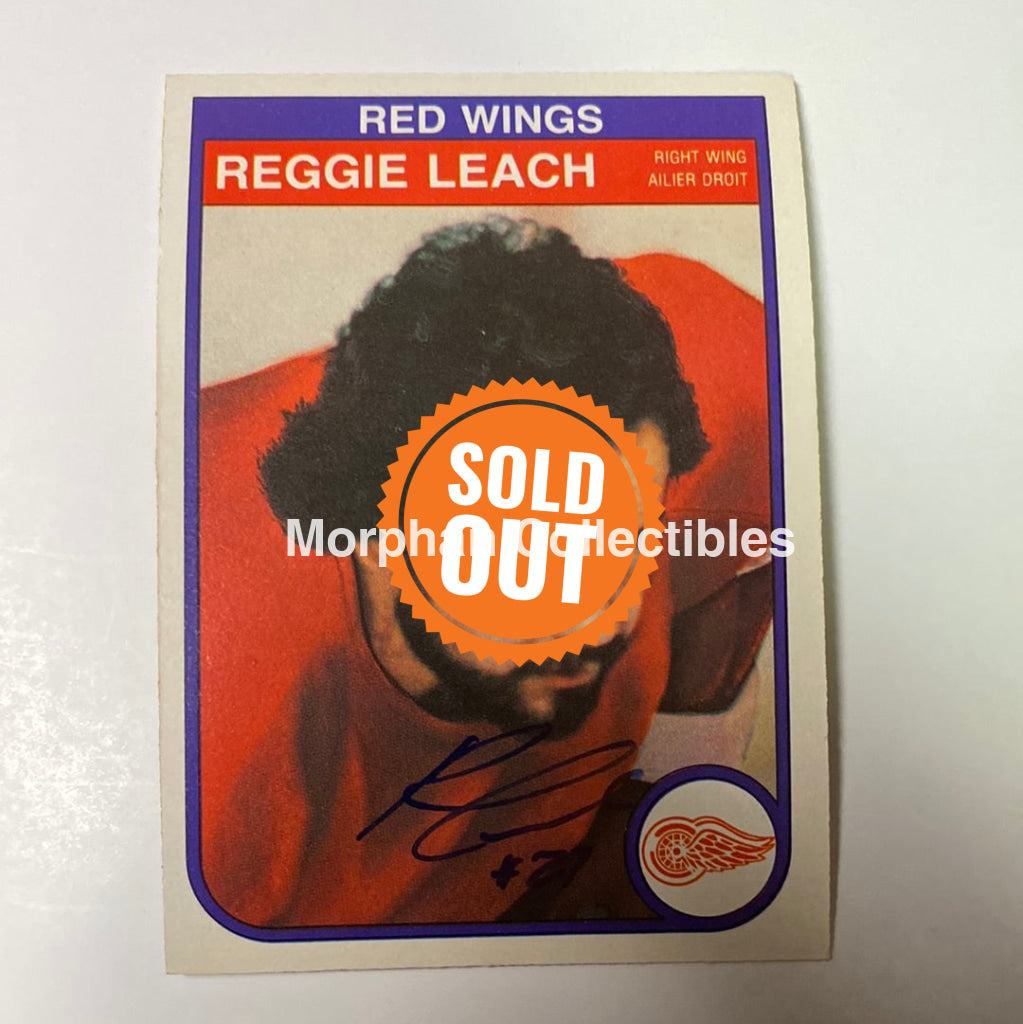 RED WINGS
REGGIE LEACH
RIGHT WING
AILIER DROIT
SOLD
OUT
Morphan Collectibles